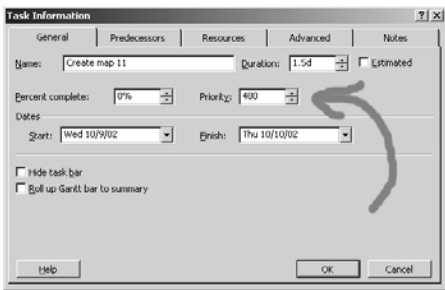 Task Information
General Predecessors Resources Advanced Notes
Name: Create map 11 Duration: 1.5d Estimated
Percent complete: 0% Priority: 400
Dates
Start: Wed 10/9/02 Finish: Thu 10/10/02
Hide task bar
Roll up Gantt bar to summary
Help OK Cancel